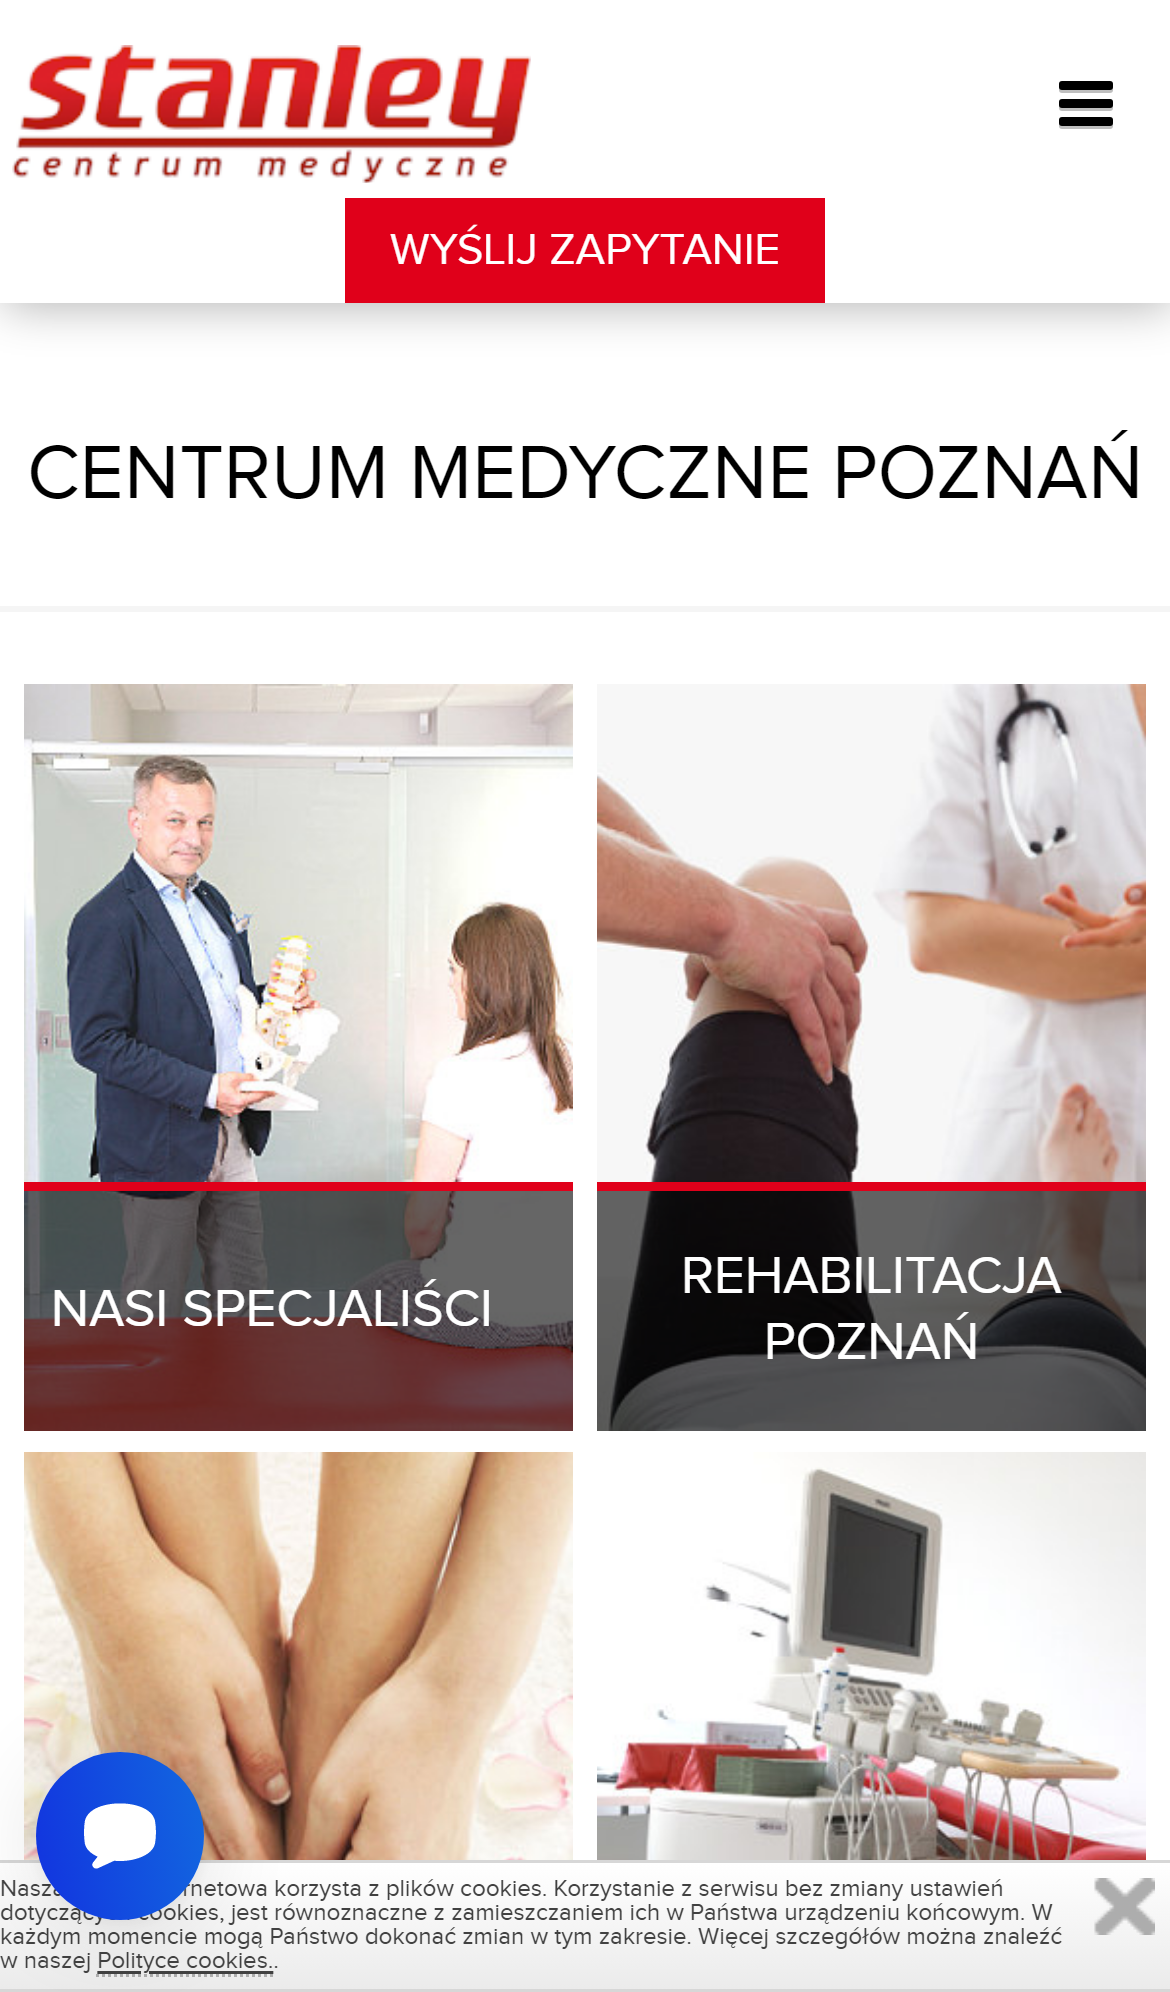 stanley
centrum medyczne
WYŚLIJ ZAPYTANIE
CENTRUM MEDYCZNE POZNAŃ
NASI SPECJALIŚCI
REHABILITACJA
POZNAŃ
korzysta z plików cookies. Korzystanie z serwisu bez zmiany ustawień
cookies, jest równoznaczne z zamieszczaniem ich w Państwa urządzeniu końcowym. W
każdym momencie mogą Państwo dokonać zmian w tym zakresie. Więcej szczegółów można znaleźć
w naszej Polityce cookies..